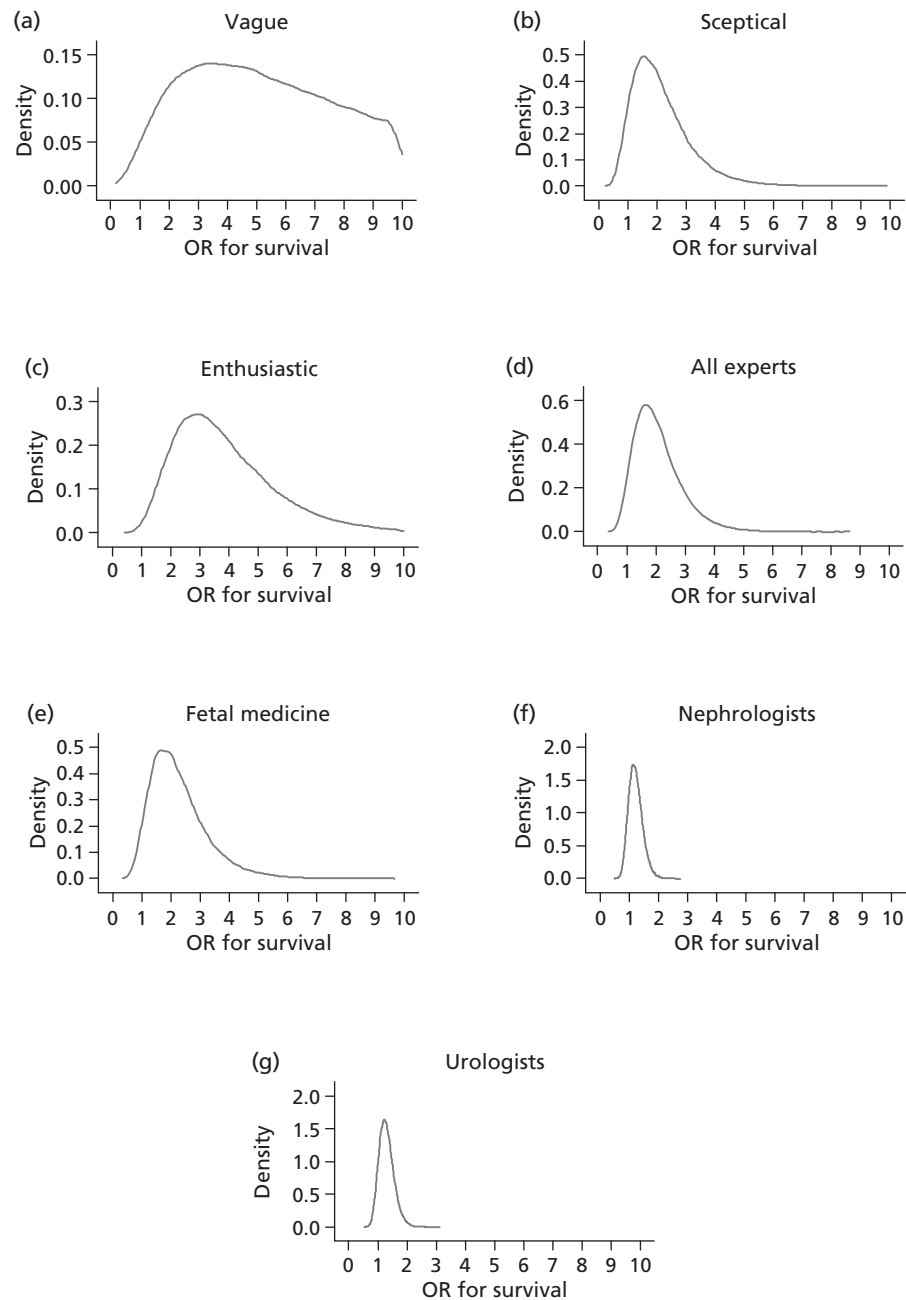 (a)
Vague
0.15
0.10
0.05
0.00
Density
0 1 2 3 4 5 6 7 8 9 10
OR for survival
(b)
Sceptical
0.5
0.4
0.3
0.2
0.1
0.0
Density
0 1 2 3 4 5 6 7 8 9 10
OR for survival
(c)
Enthusiastic
0.3
0.2
0.1
0.0
Density
0 1 2 3 4 5 6 7 8 9 10
OR for survival
(d)
All experts
0.6
0.4
0.2
0.0
Density
0 1 2 3 4 5 6 7 8 9 10
OR for survival
(e)
Fetal medicine
0.5
0.4
0.3
0.2
0.1
0.0
Density
0 1 2 3 4 5 6 7 8 9 10
OR for survival
(f)
Nephrologists
2.0
1.5
1.0
0.5
0.0
Density
0 1 2 3 4 5 6 7 8 9 10
OR for survival
(g)
Urologists
2.0
1.5
1.0
0.5
0.0
Density
0 1 2 3 4 5 6 7 8 9 10
OR for survival